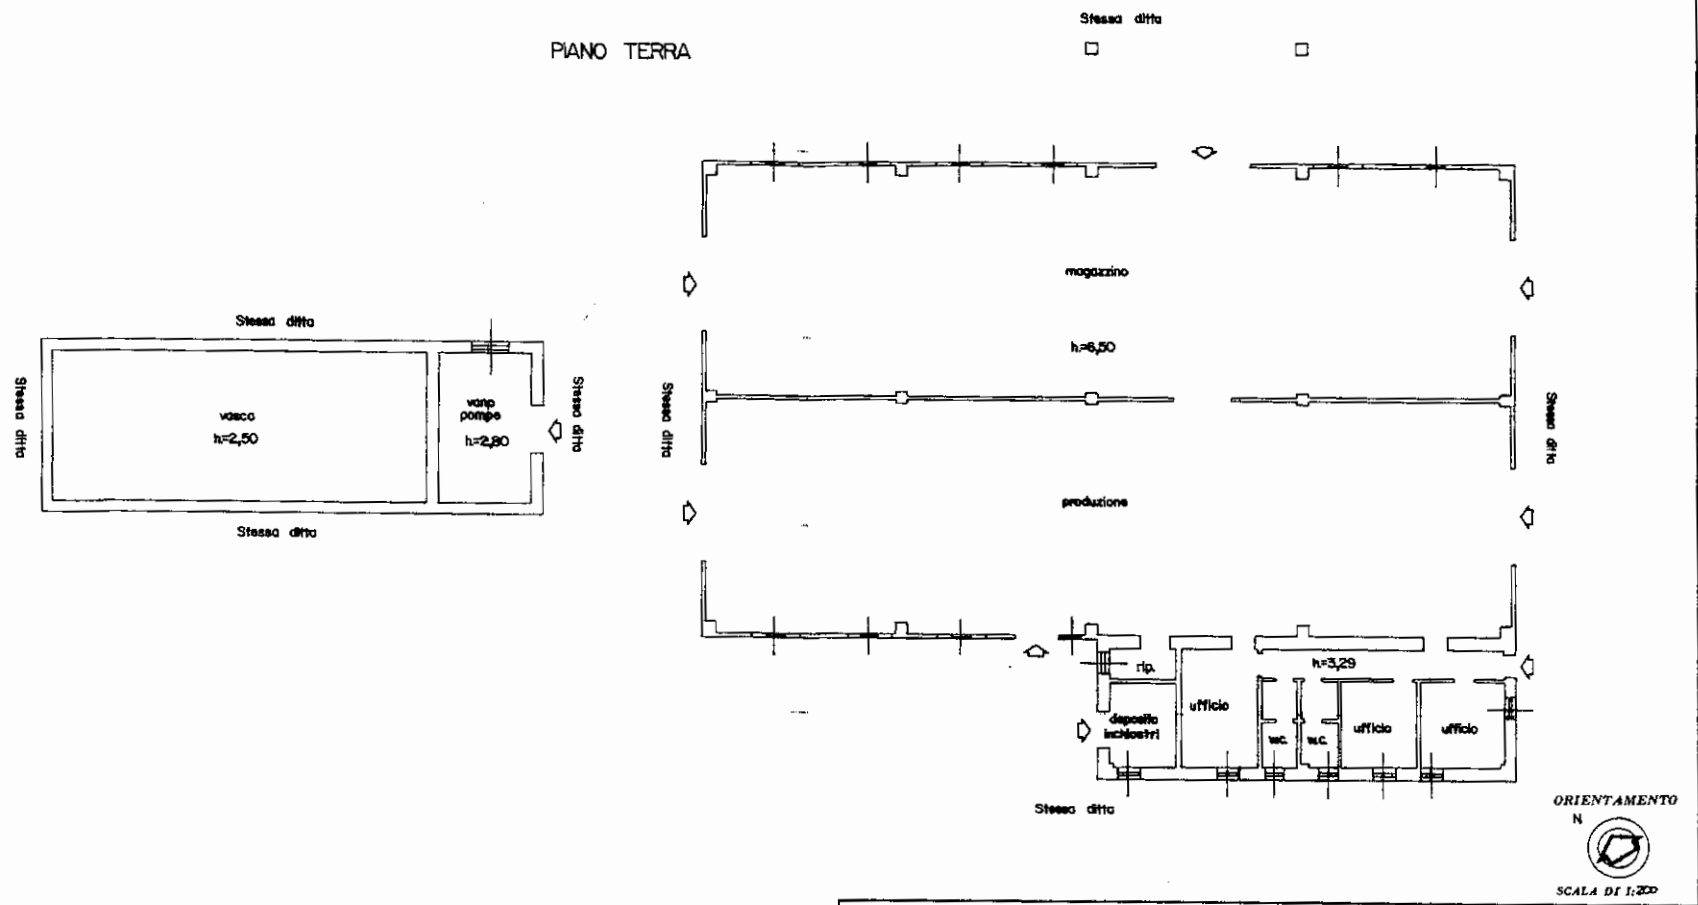 Stessa ditta
PIANO TERRA
magazzino
h.=6,50
Stessa ditta
Stessa ditta
vasca
h=2,50
vano
pompe
h=2,80
Stessa ditta
Stessa ditta
Stessa ditta
Stessa ditta
produzione
rip.
h=3,29
ufficio
deposito
inchiostri
w.c.
w.c.
ufficio
ufficio
Stessa ditta
ORIENTAMENTO
N
SCALA DI 1:200